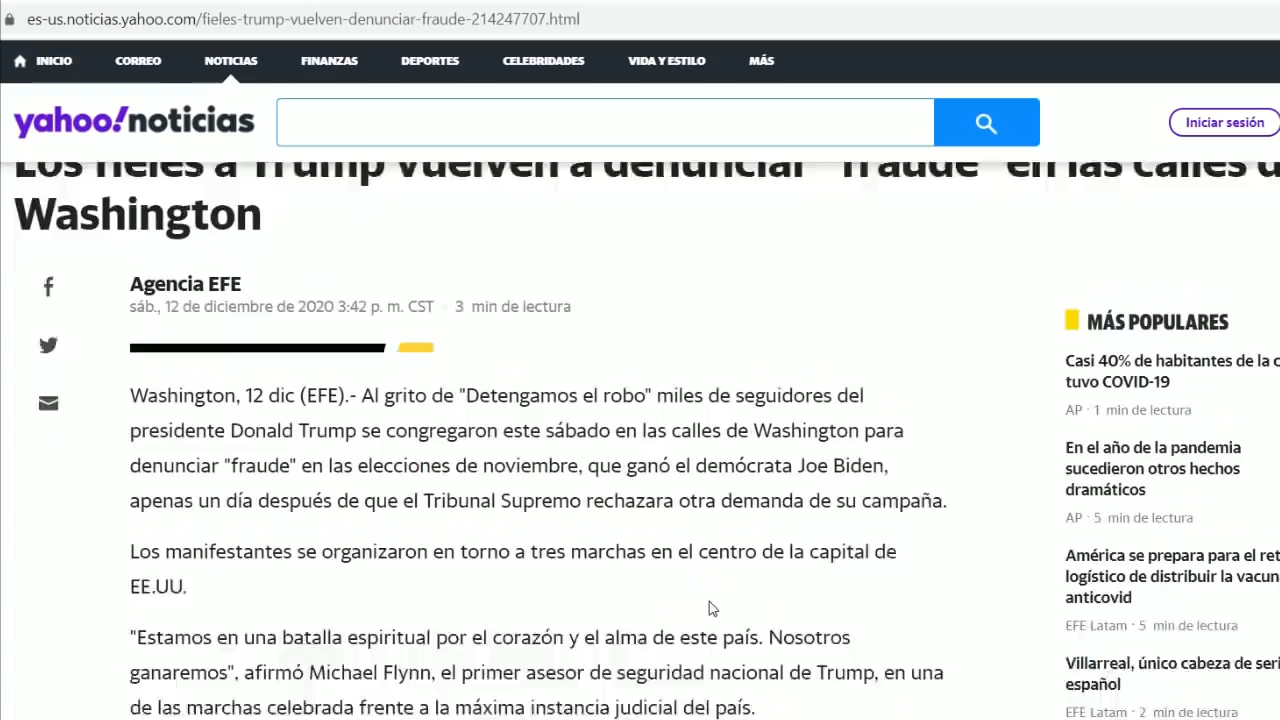 es-us.noticias.yahoo.com/fieles-trump-vuelven-denunciar-fraude-214247707.html
INICIO CORREO NOTICIAS FINANZAS DEPORTES CELEBRIDADES VIDA Y ESTILO MÁS
yahoo!noticias
Iniciar sesión
Los fieles a Trump vuelven a denunciar "fraude" en las calles d
Washington
Agencia EFE
sáb., 12 de diciembre de 2020 3:42 p. m. CST · 3 min de lectura
Washington, 12 dic (EFE).- Al grito de "Detengamos el robo" miles de seguidores del
presidente Donald Trump se congregaron este sábado en las calles de Washington para
denunciar "fraude" en las elecciones de noviembre, que ganó el demócrata Joe Biden,
apenas un día después de que el Tribunal Supremo rechazara otra demanda de su campaña.
Los manifestantes se organizaron en torno a tres marchas en el centro de la capital de
EE.UU.
"Estamos en una batalla espiritual por el corazón y el alma de este país. Nosotros
ganaremos", afirmó Michael Flynn, el primer asesor de seguridad nacional de Trump, en una
de las marchas celebrada frente a la máxima instancia judicial del país.
MÁS POPULARES
Casi 40% de habitantes de la c
tuvo COVID-19
AP · 1 min de lectura
En el año de la pandemia
sucedieron otros hechos
dramáticos
AP · 5 min de lectura
América se prepara para el ret
logístico de distribuir la vacun
anticovid
EFE Latam · 5 min de lectura
Villarreal, único cabeza de seri
español
EFE Latam · 2 min de lectura